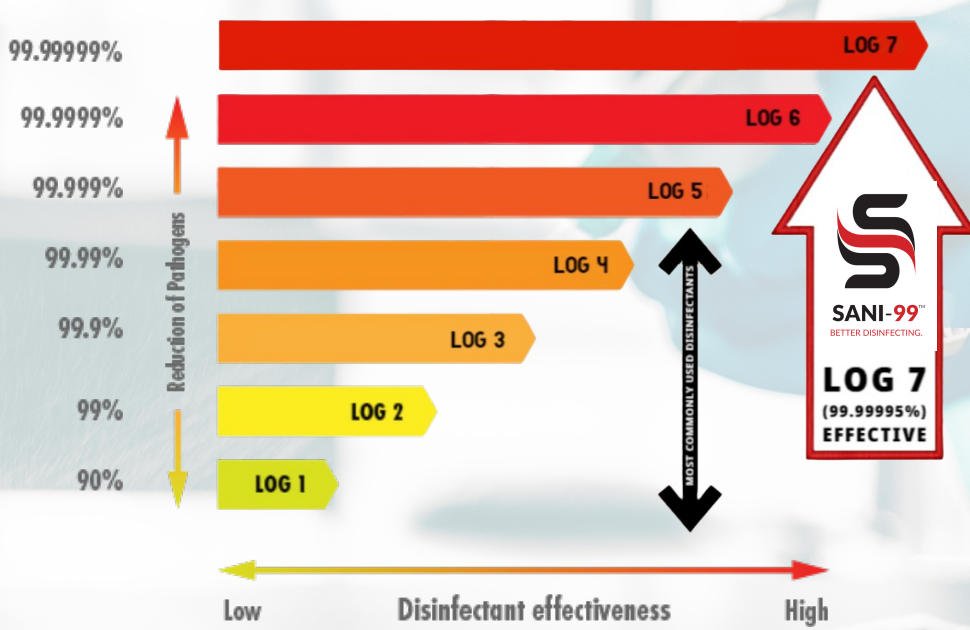 99.99999%
LOG 7
99.9999%
LOG 6
99.999%
LOG 5
99.99%
LOG 4
99.9%
LOG 3
99%
LOG 2
90%
LOG 1
Reduction of Pathogens
MOST COMMONLY USED DISINFECTANTS
SANI-99™
BETTER DISINFECTING.
LOG 7
(99.99995%)
EFFECTIVE
Low
Disinfectant effectiveness
High